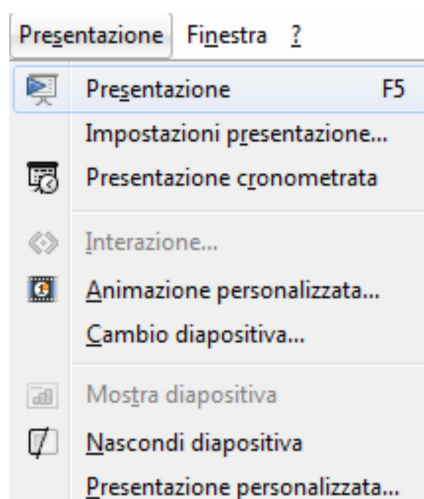 Presentazione Finestra ?
Presentazione F5
Impostazioni presentazione...
Presentazione cronometrata
Interazione...
Animazione personalizzata...
Cambio diapositiva...
Mostra diapositiva
Nascondi diapositiva
Presentazione personalizzata...